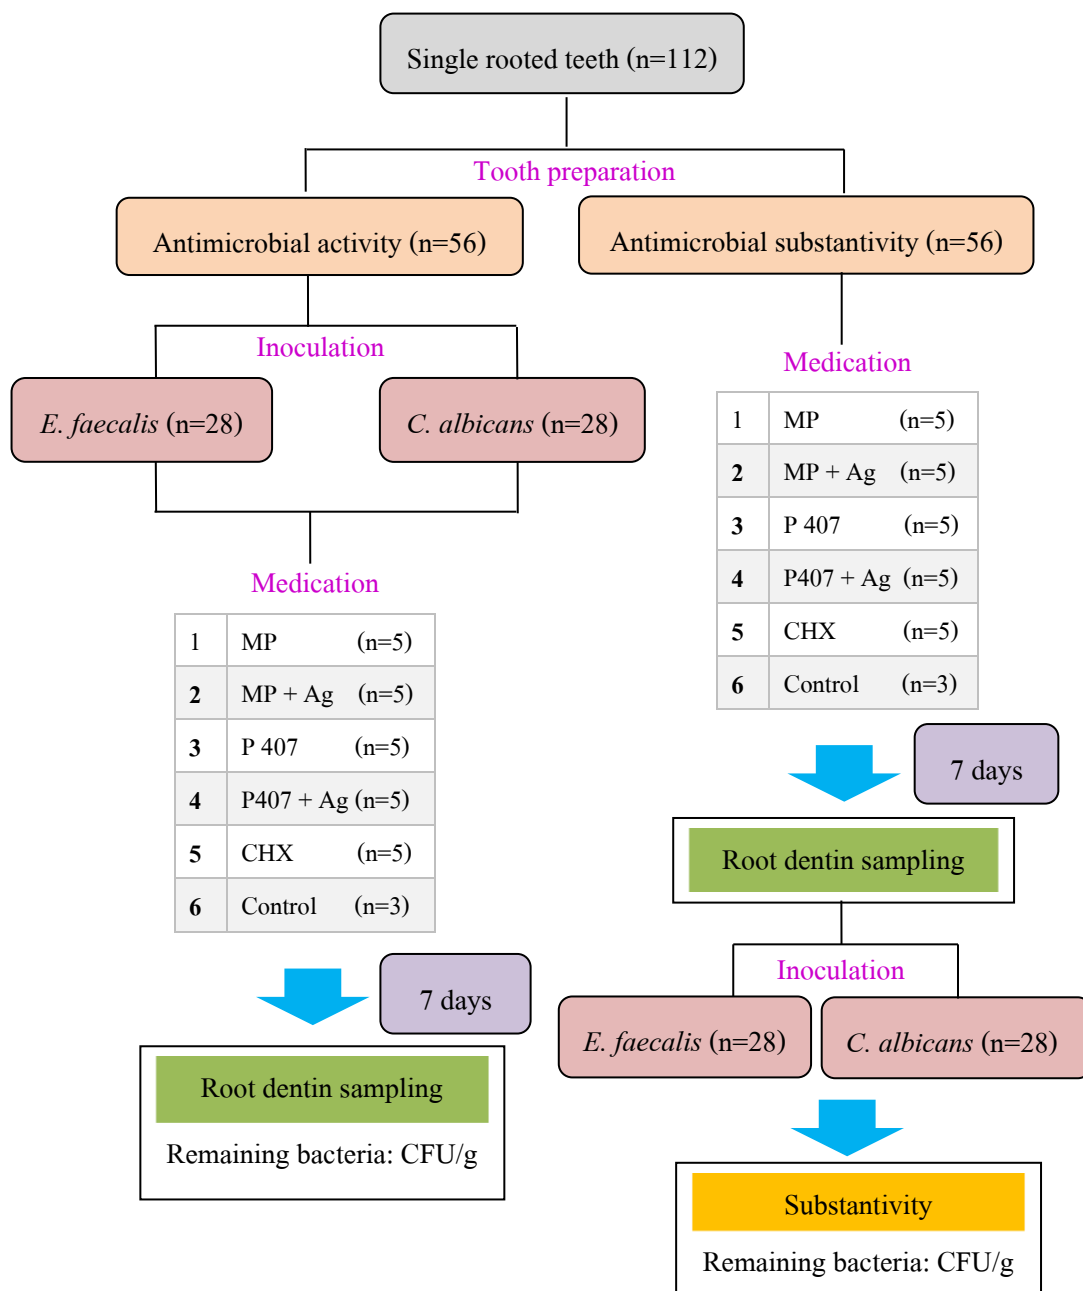 Single rooted teeth (n=112)
Tooth preparation
Antimicrobial activity (n=56)
Antimicrobial substantivity (n=56)
Inoculation
E. faecalis (n=28)
C. albicans (n=28)
Medication
1 MP (n=5)
2 MP + Ag (n=5)
3 P 407 (n=5)
4 P407 + Ag (n=5)
5 CHX (n=5)
6 Control (n=3)
7 days
Root dentin sampling
Remaining bacteria: CFU/g
Medication
1 MP (n=5)
2 MP + Ag (n=5)
3 P 407 (n=5)
4 P407 + Ag (n=5)
5 CHX (n=5)
6 Control (n=3)
7 days
Root dentin sampling
Inoculation
E. faecalis (n=28)
C. albicans (n=28)
Substantivity
Remaining bacteria: CFU/g